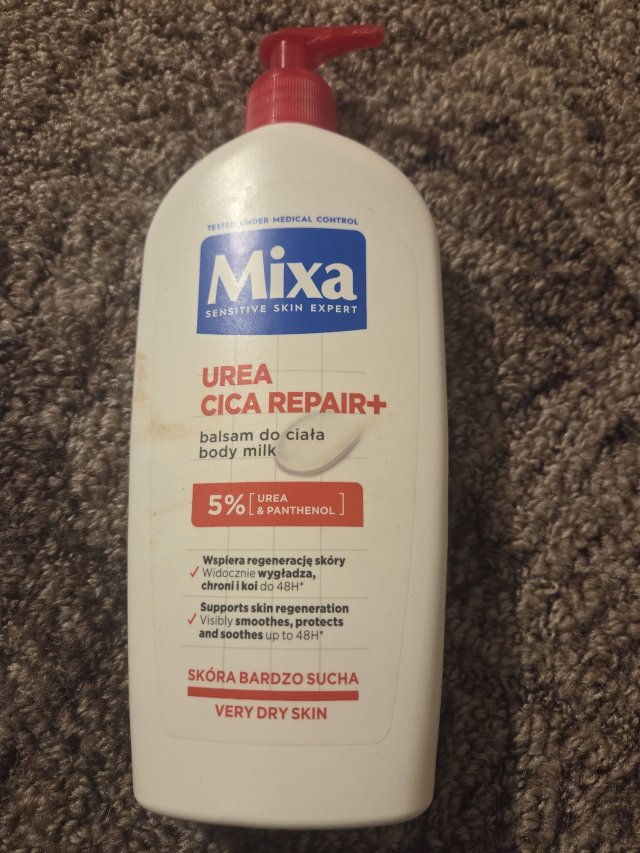 TESTED UNDER MEDICAL CONTROL
Mixa
SENSITIVE SKIN EXPERT
UREA
CICA REPAIR+
balsam do ciała
body milk
5% [ UREA
& PANTHENOL ]
Wspiera regenerację skóry
✓ Widocznie wygładza,
chroni i koi do 48H*
Supports skin regeneration
✓ Visibly smoothes, protects
and soothes up to 48H*
SKÓRA BARDZO SUCHA
VERY DRY SKIN